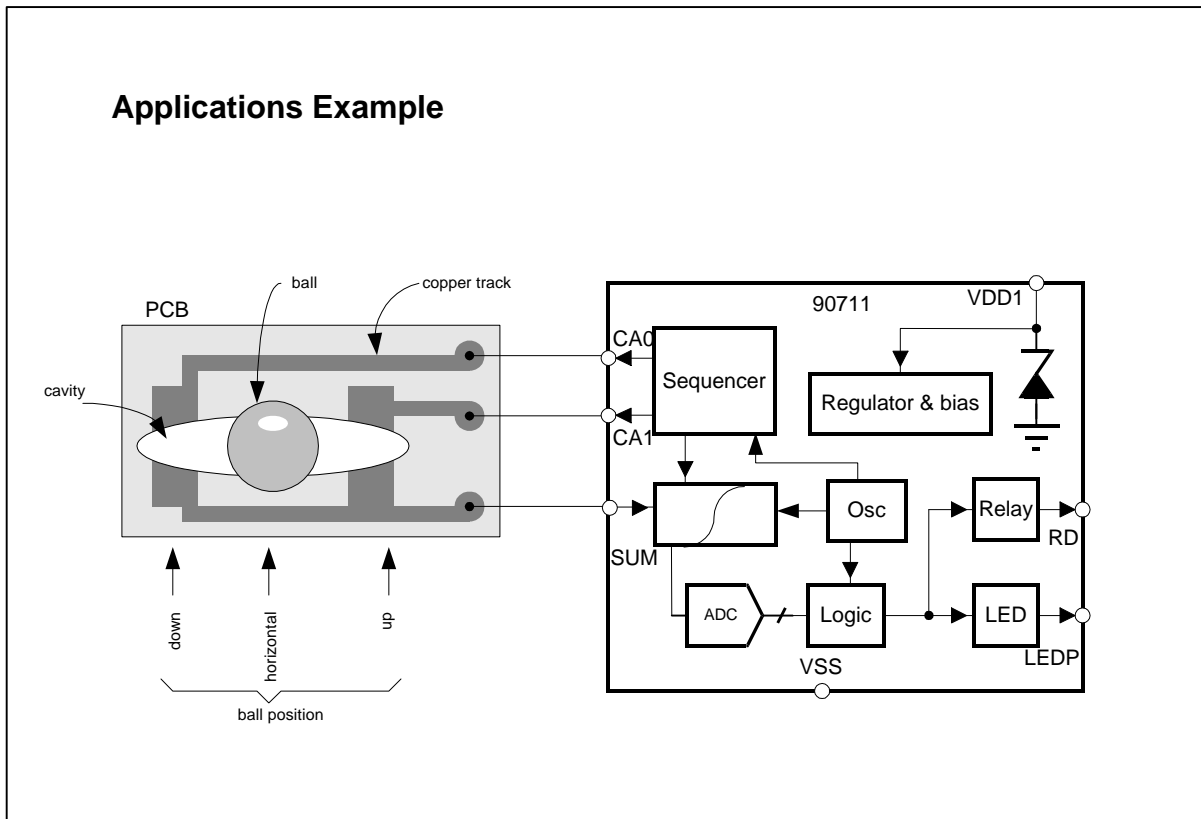 Applications Example
ball
copper track
PCB
cavity
down
horizontal
up
ball position
90711
VDD1
CA0
Sequencer
Regulator & bias
CA1
SUM
Osc
Relay
RD
ADC
Logic
LED
LEDP
VSS